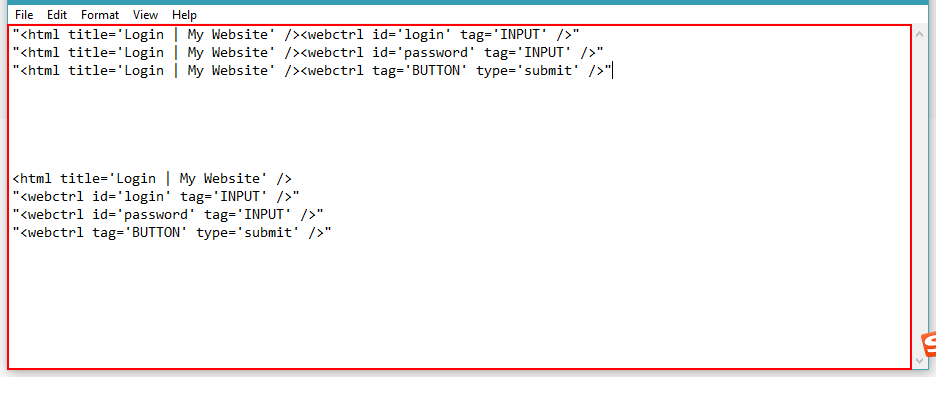 File Edit Format View Help
"<html title='Login | My Website' /><webctrl id='login' tag='INPUT' />"
"<html title='Login | My Website' /><webctrl id='password' tag='INPUT' />"
"<html title='Login | My Website' /><webctrl tag='BUTTON' type='submit' />"
<html title='Login | My Website' />
"<webctrl id='login' tag='INPUT' />"
"<webctrl id='password' tag='INPUT' />"
"<webctrl tag='BUTTON' type='submit' />"